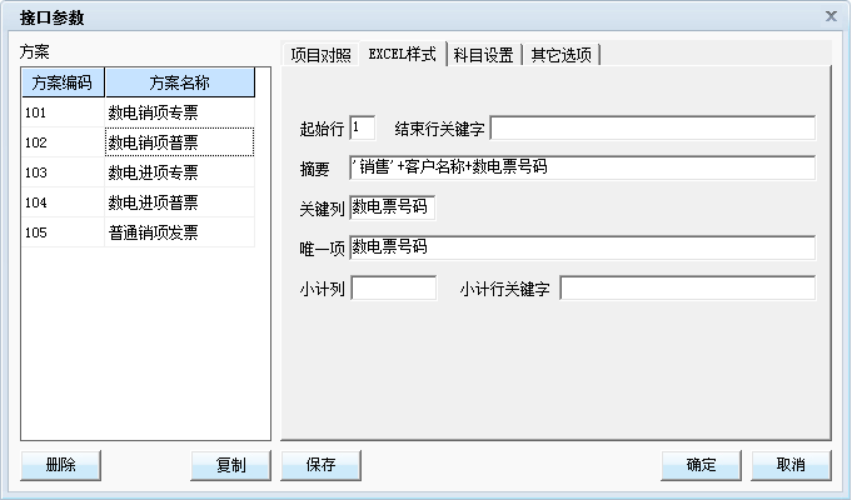 接口参数
方案
方案编码 方案名称
101 数电销项专票
102 数电销项普票
103 数电进项专票
104 数电进项普票
105 普通销项发票
删除 复制
项目对照 EXCEL样式 科目设置 其它选项
起始行 1 结束行关键字
摘要 '销售'+客户名称+数电票号码
关键列 数电票号码
唯一项 数电票号码
小计列 小计行关键字
保存 确定 取消